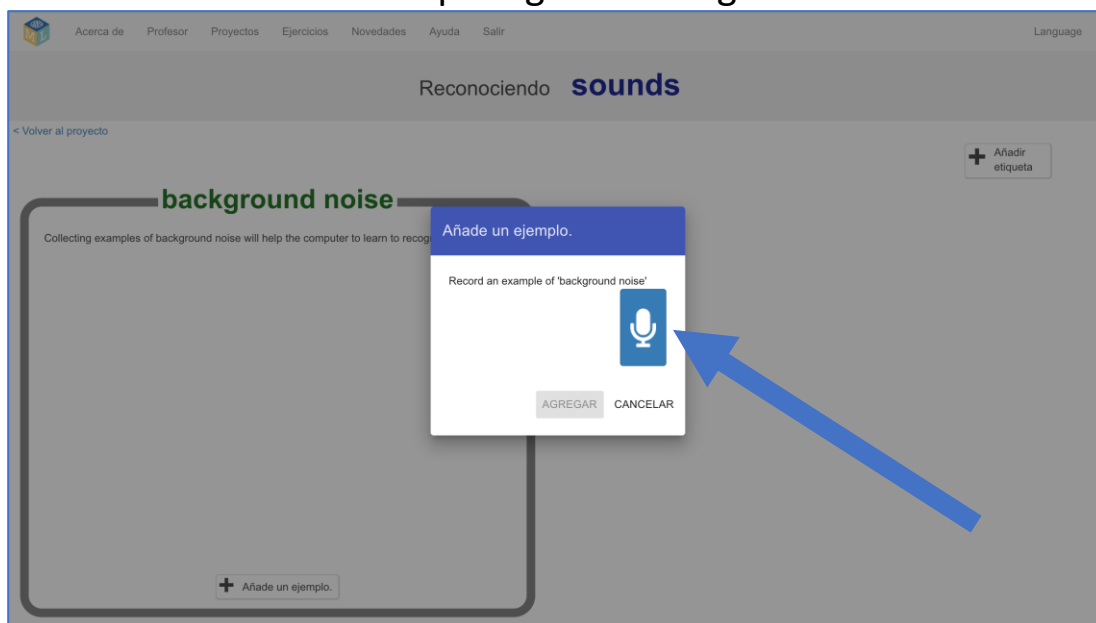 Acerca de Profesor Proyectos Ejercicios Novedades Ayuda Salir Language
Reconociendo sounds
< Volver al proyecto
Añadir
etiqueta
background noise
Collecting examples of background noise will help the computer to learn to recog
Añade un ejemplo.
Record an example of 'background noise'
AGREGAR CANCELAR
Añade un ejemplo.